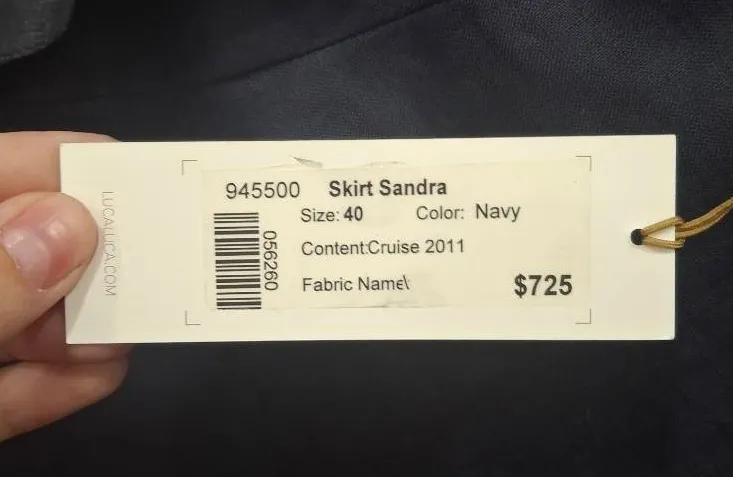 945500 Skirt Sandra
Size: 40 Color: Navy
Content:Cruise 2011
Fabric Name\
$725
056260
LUCALUCA.COM